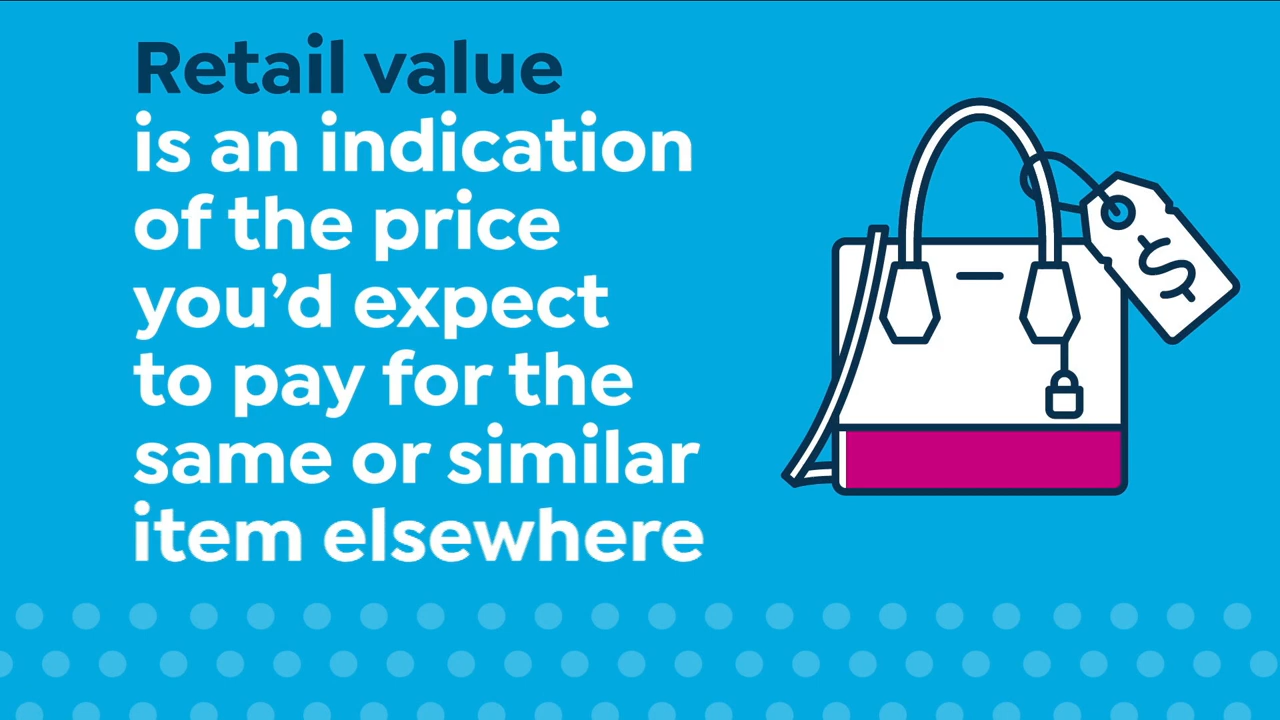 Retail value
is an indication
of the price
you’d expect
to pay for the
same or similar
item elsewhere
$